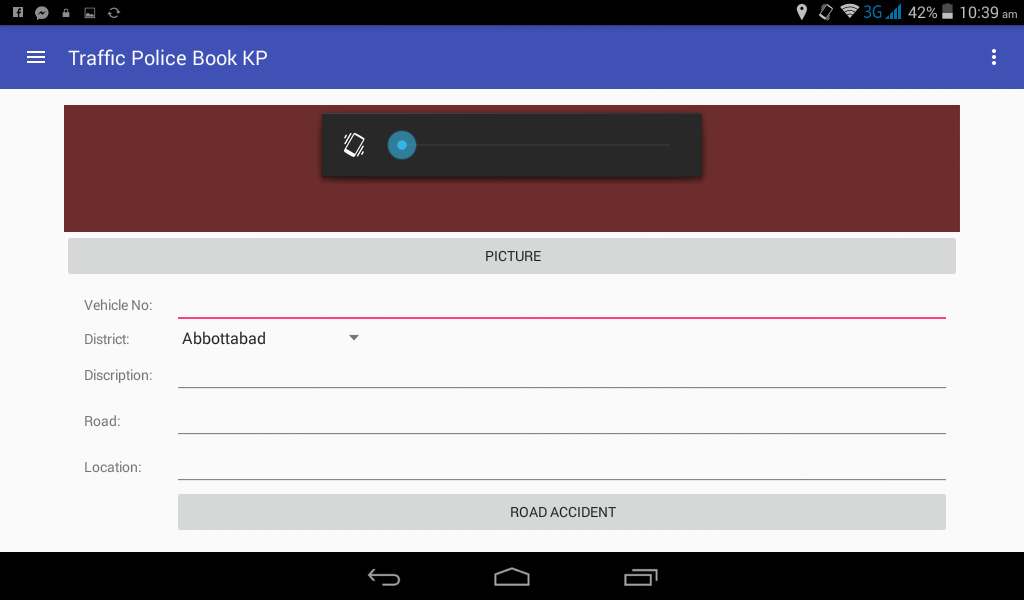 3G 42% 10:39 am
Traffic Police Book KP
PICTURE
Vehicle No:
District: Abbottabad
Discription:
Road:
Location:
ROAD ACCIDENT